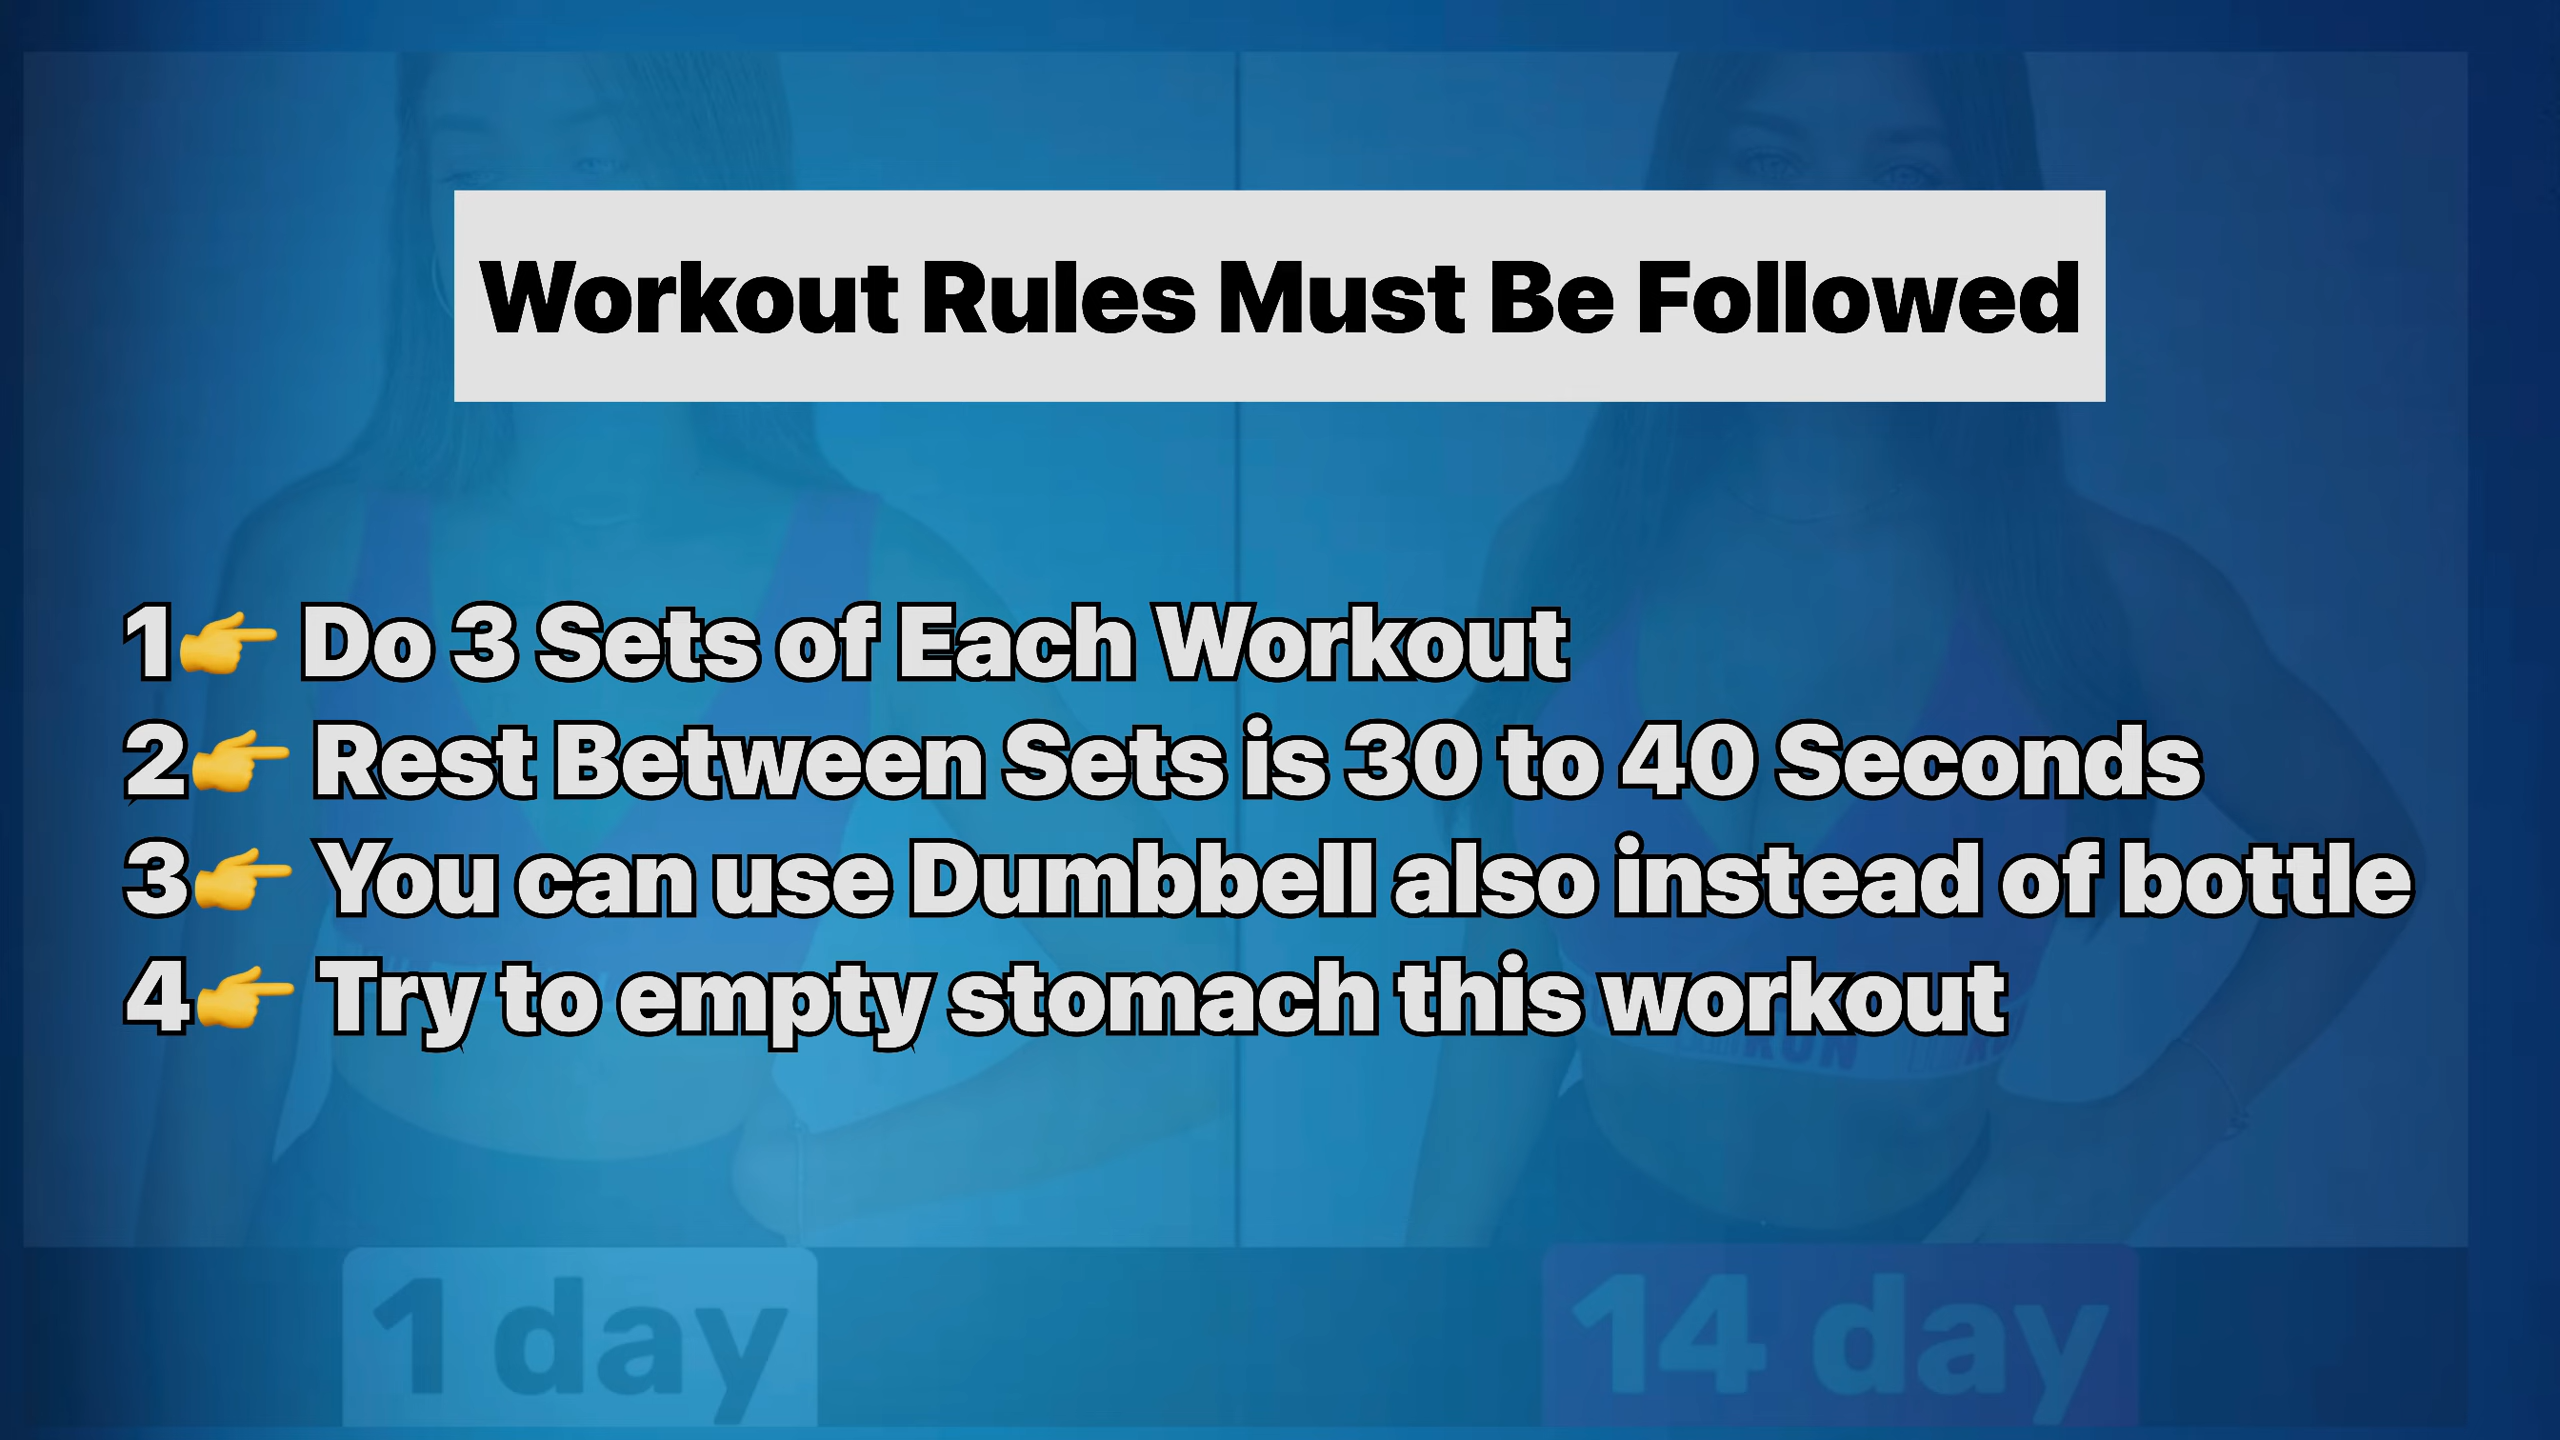 Workout Rules Must Be Followed
1👉 Do 3 Sets of Each Workout
2👉 Rest Between Sets is 30 to 40 Seconds
3👉 You can use Dumbbell also instead of bottle
4👉 Try to empty stomach this workout
1 day
14 day